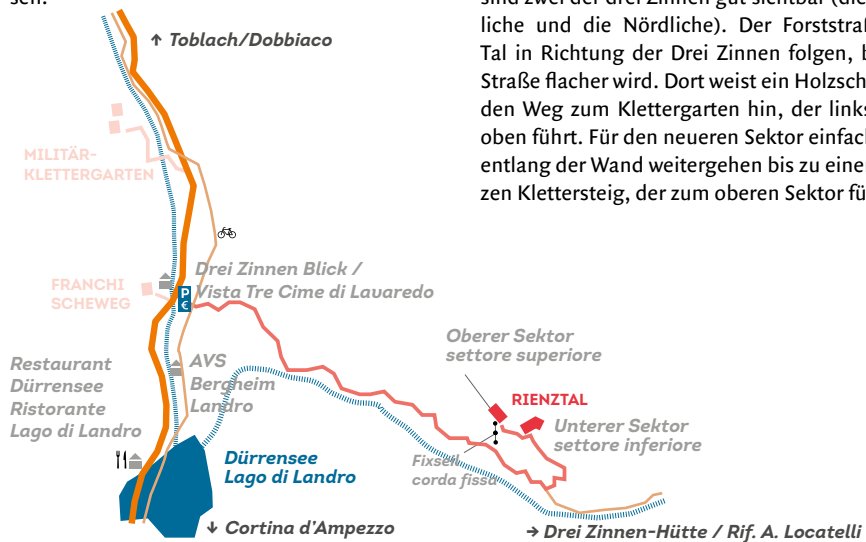 sen.
sind zwei der drei Zinnen gut sichtbar (die
liche und die Nördliche). Der Forststraß
Tal in Richtung der Drei Zinnen folgen, b
Straße flacher wird. Dort weist ein Holzsch
den Weg zum Klettergarten hin, der links
oben führt. Für den neueren Sektor einfach
entlang der Wand weitergehen bis zu eine
zen Klettersteig, der zum oberen Sektor fü
↑ Toblach/Dobbiaco
MILITÄR-
KLETTERGARTEN
FRANCHI
SCHEWEG
P
€
Drei Zinnen Blick /
Vista Tre Cime di Lavaredo
Restaurant
Dürrensee
Ristorante
Lago di Landro
AVS
Bergheim
Landro
Oberer Sektor
settore superiore
RIENZTAL
Unterer Sektor
settore inferiore
Fixseil
corda fissa
Dürrensee
Lago di Landro
↓ Cortina d'Ampezzo
→ Drei Zinnen-Hütte / Rif. A. Locatelli